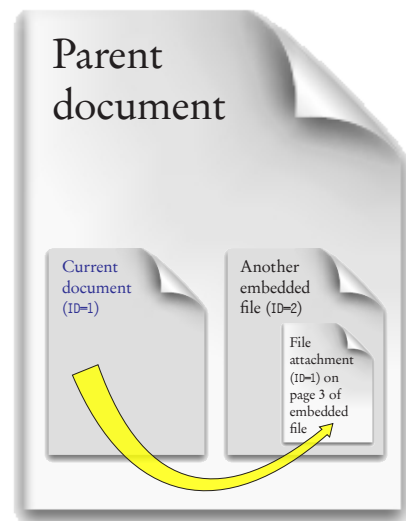 Parent
document
Current
document
(ID=1)
Another
embedded
file (ID=2)
File
attachment
(ID=1) on
page 3 of
embedded
file